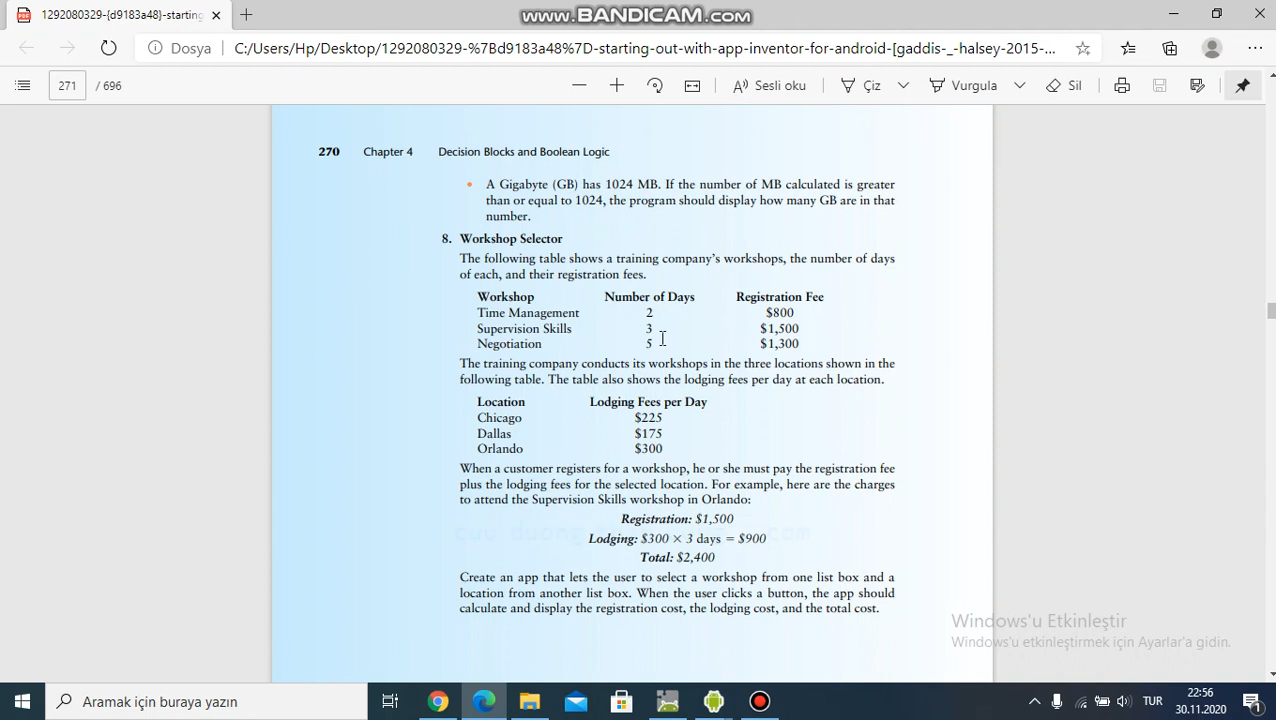 1292080329-{d9183a48}-starting
www.BANDICAM.com
Dosya
C:/Users/Hp/Desktop/1292080329-%7Bd9183a48%7D-starting-out-with-app-inventor-for-android-[gaddis-_-halsey-2015-...
271 / 696
Sesli oku
Çiz
Vurgula
Sil
270 Chapter 4 Decision Blocks and Boolean Logic
• A Gigabyte (GB) has 1024 MB. If the number of MB calculated is greater
than or equal to 1024, the program should display how many GB are in that
number.
8. Workshop Selector
The following table shows a training company's workshops, the number of days
of each, and their registration fees.
Workshop Number of Days Registration Fee
Time Management 2 $800
Supervision Skills 3 $1,500
Negotiation 5 $1,300
The training company conducts its workshops in the three locations shown in the
following table. The table also shows the lodging fees per day at each location.
Location Lodging Fees per Day
Chicago $225
Dallas $175
Orlando $300
When a customer registers for a workshop, he or she must pay the registration fee
plus the lodging fees for the selected location. For example, here are the charges
to attend the Supervision Skills workshop in Orlando:
Registration: $1,500
Lodging: $300 × 3 days = $900
Total: $2,400
Create an app that lets the user to select a workshop from one list box and a
location from another list box. When the user clicks a button, the app should
calculate and display the registration cost, the lodging cost, and the total cost.
Windows'u Etkinleştir
Windows'u etkinleştirmek için Ayarlar'a gidin.
Aramak için buraya yazın
TUR
22:56
30.11.2020
1